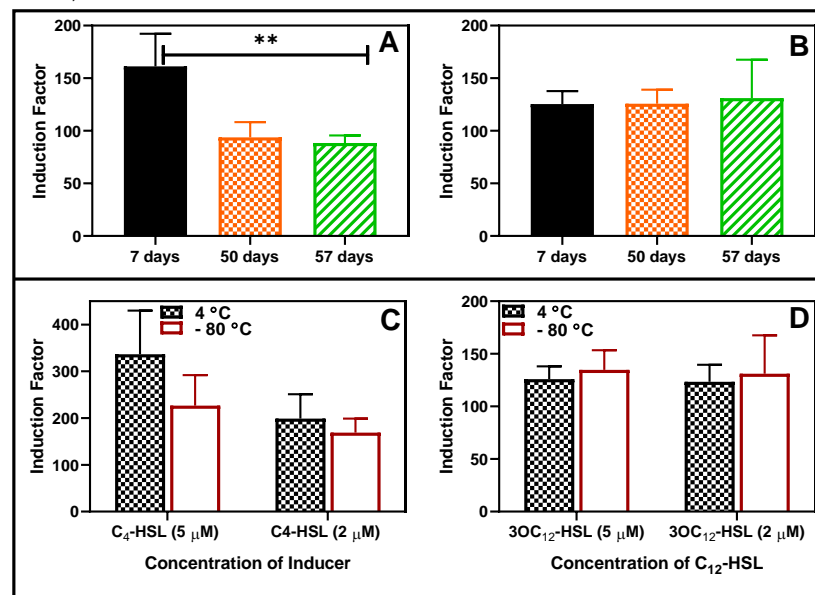 A
**
Induction Factor
200
150
100
50
0
7 days 50 days 57 days
B
Induction Factor
200
150
100
50
0
7 days 50 days 57 days
C
4 °C
- 80 °C
Induction Factor
400
300
200
100
0
C₄-HSL (5 μM) C4-HSL (2 μM)
Concentration of Inducer
D
4 °C
- 80 °C
Induction Factor
200
150
100
50
0
3OC₁₂-HSL (5 μM) 3OC₁₂-HSL (2 μM)
Concentration of C₁₂-HSL